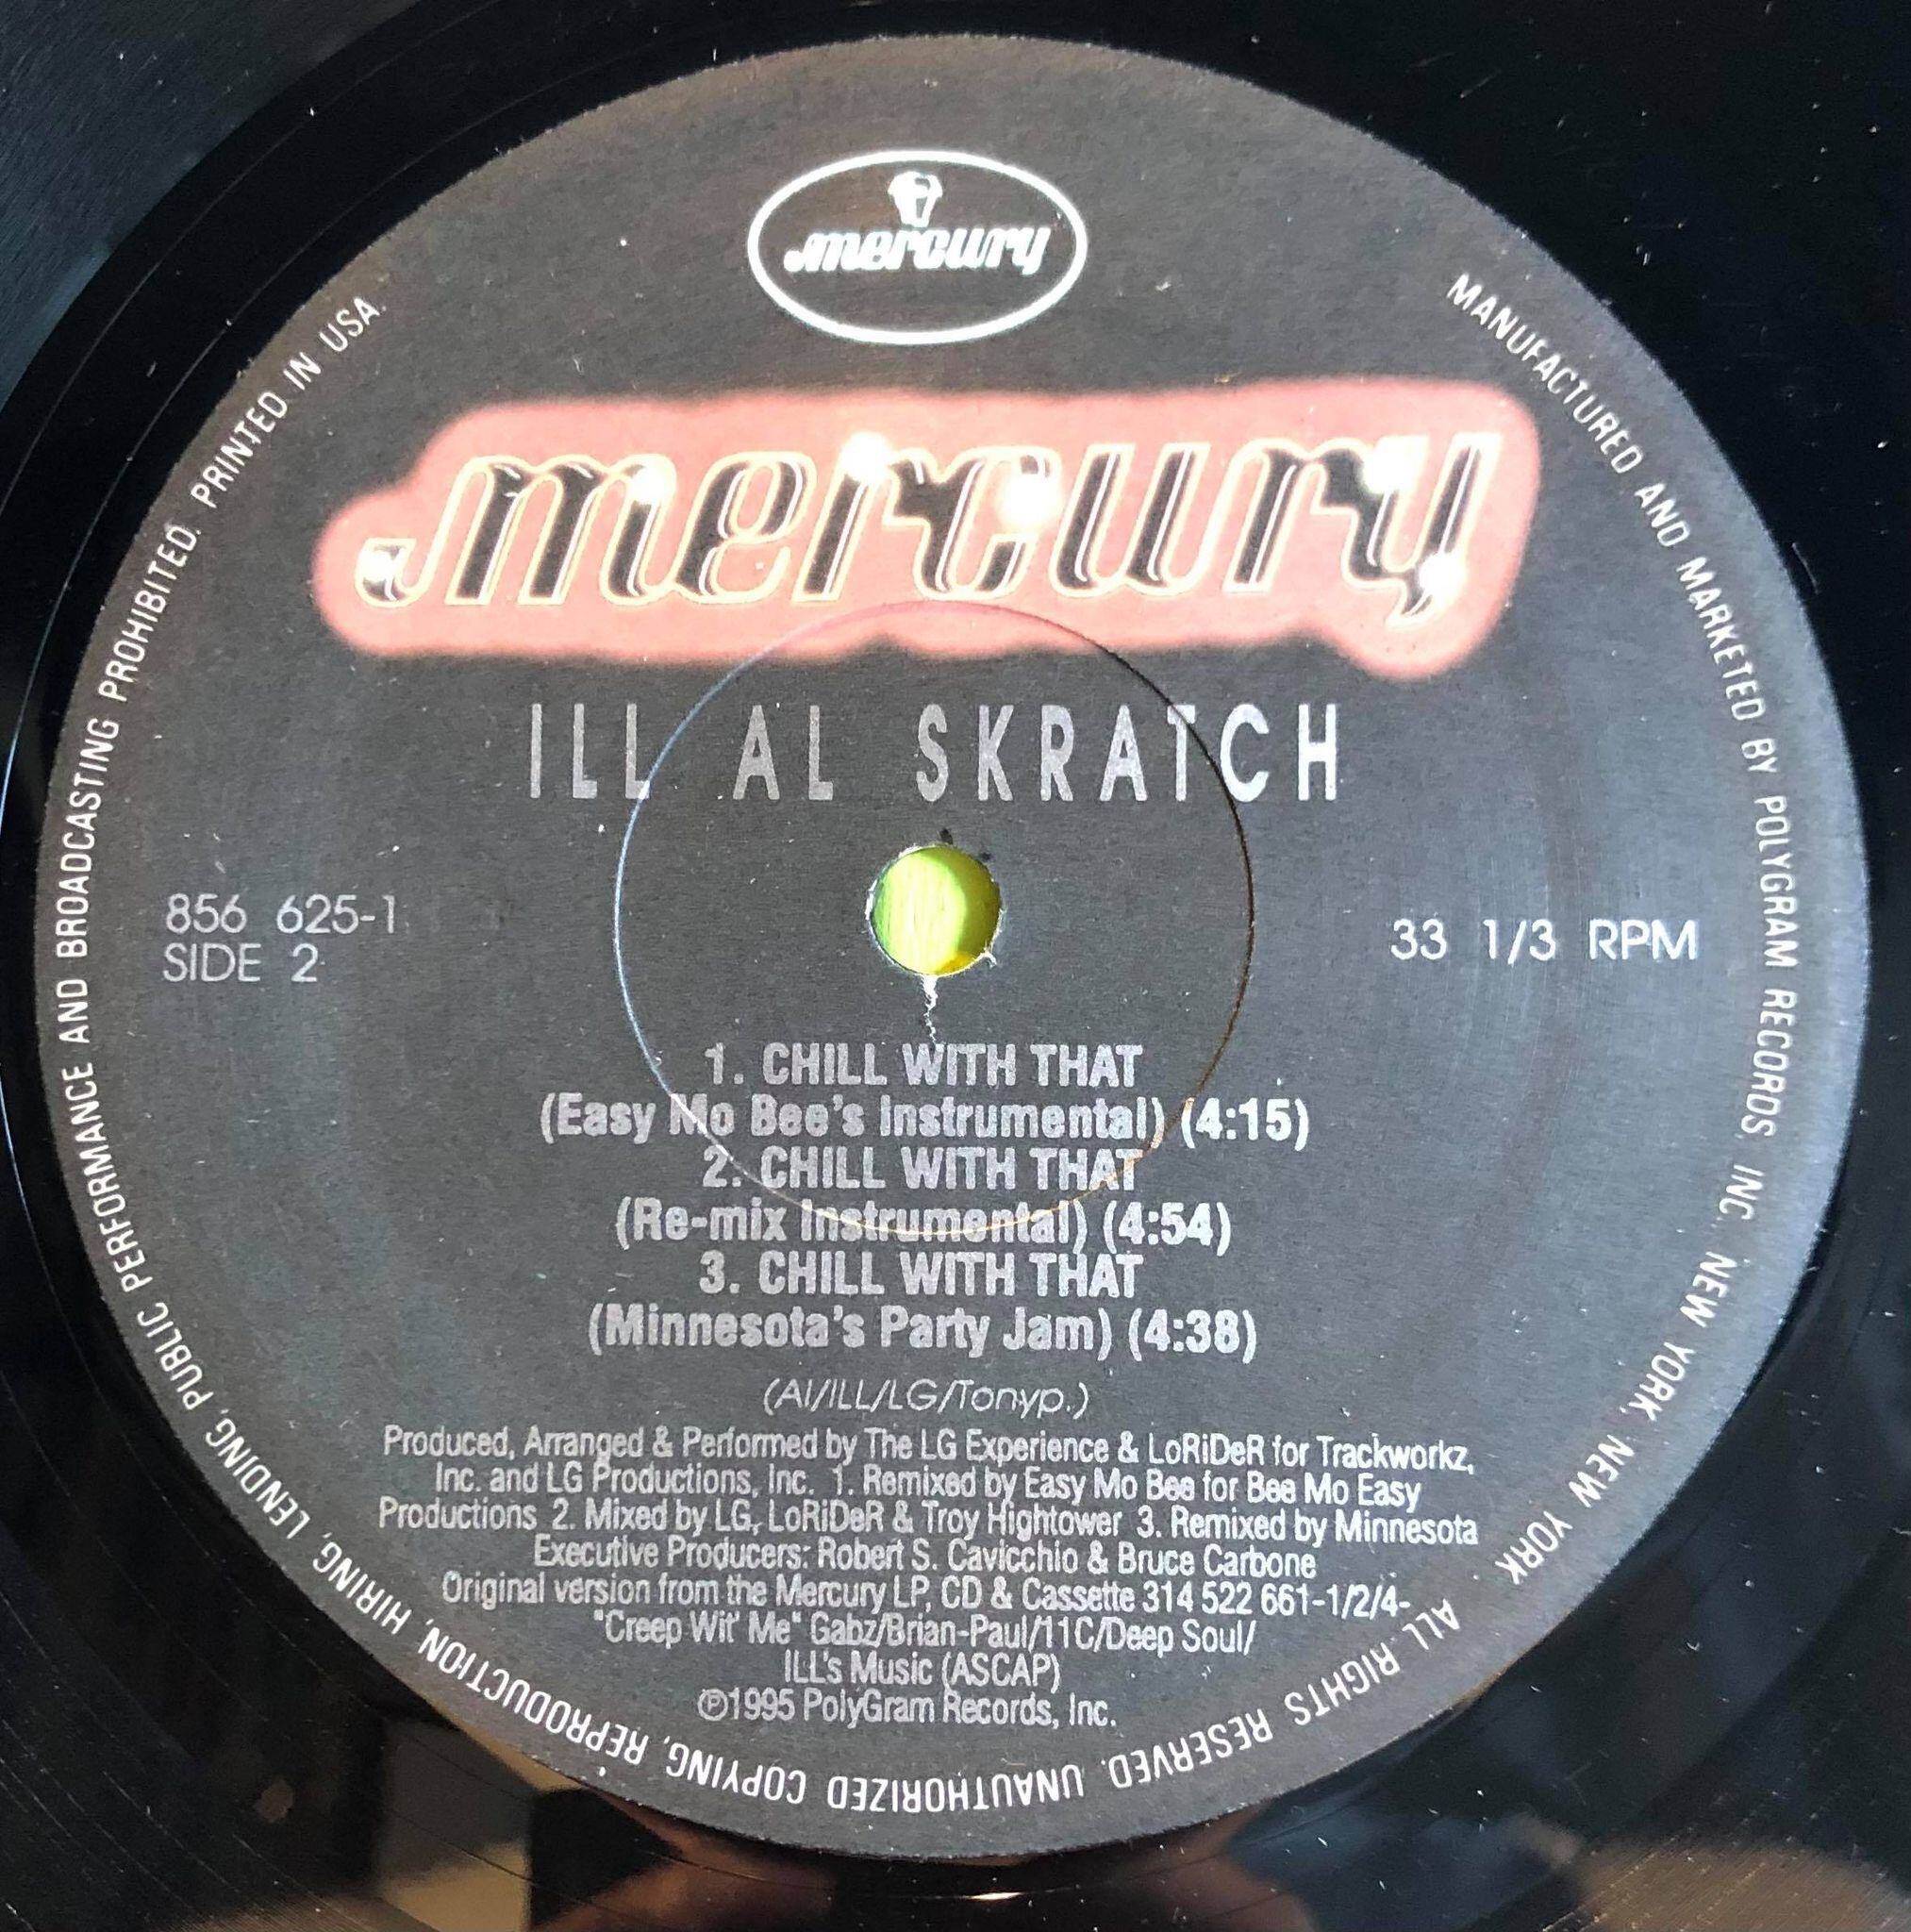 mercury
mercury
ILL AL SKRATCH
856 625-1
SIDE 2
33 1/3 RPM
1. CHILL WITH THAT
(Easy Mo Bee's Instrumental) (4:15)
2. CHILL WITH THAT
(Re-mix Instrumental) (4:54)
3. CHILL WITH THAT
(Minnesota's Party Jam) (4:38)
(Al/ILL/LG/Tonyp.)
Produced, Arranged & Performed by The LG Experience & LoRiDeR for Trackworkz,
Inc. and LG Productions, Inc. 1. Remixed by Easy Mo Bee for Bee Mo Easy
Productions 2. Mixed by LG, LoRiDeR & Troy Hightower 3. Remixed by Minnesota
Executive Producers: Robert S. Cavicchio & Bruce Carbone
Original version from the Mercury LP, CD & Cassette 314 522 661-1/2/4-
"Creep Wit' Me" Gabz/Brian-Paul/11C/Deep Soul/
ILL's Music (ASCAP)
℗1995 PolyGram Records, Inc.
MANUFACTURED AND MARKETED BY POLYGRAM RECORDS, INC., NEW YORK, NEW YORK. ALL RIGHTS RESERVED. UNAUTHORIZED COPYING, REPRODUCTION, HIRING, LENDING, PUBLIC PERFORMANCE AND BROADCASTING PROHIBITED. PRINTED IN USA.